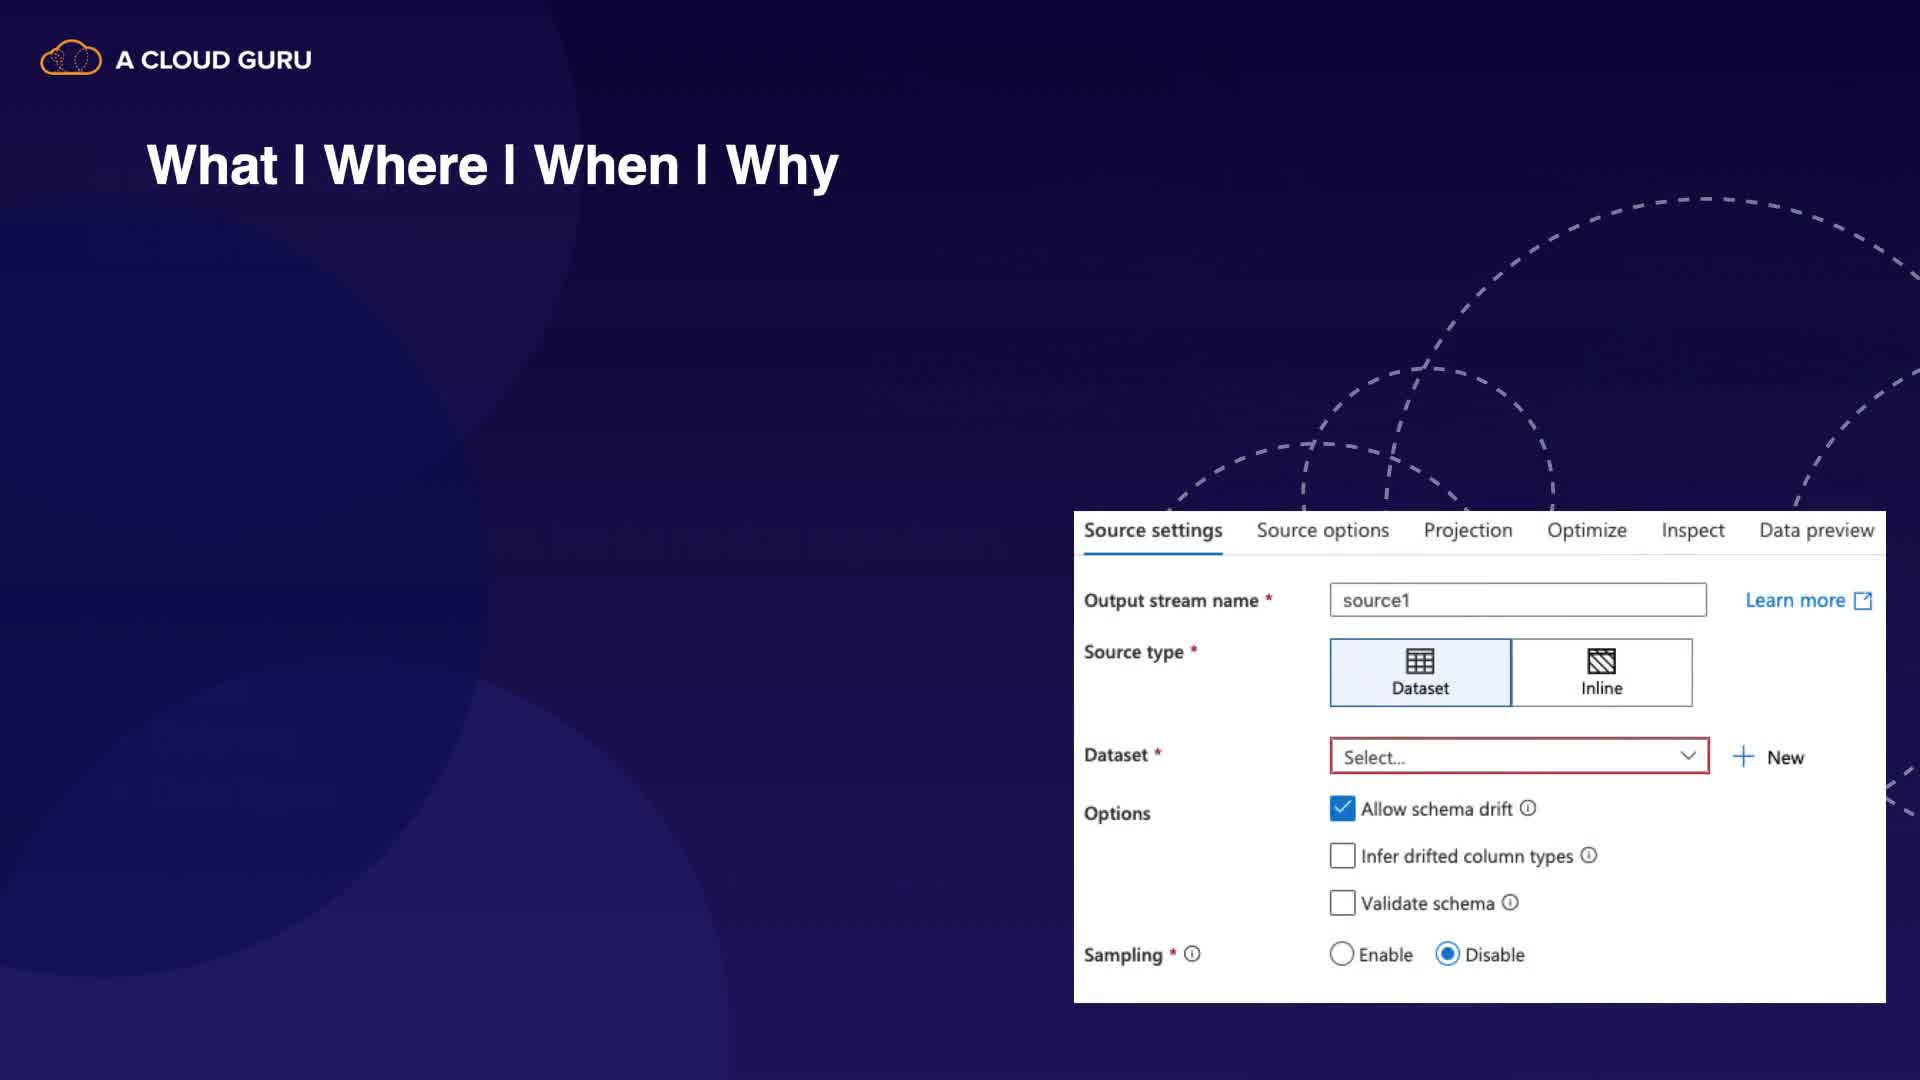 A CLOUD GURU
What | Where | When | Why
Source settings Source options Projection Optimize Inspect Data preview
Output stream name * source1 Learn more
Source type * Dataset Inline
Dataset * Select... New
Options Allow schema drift
Infer drifted column types
Validate schema
Sampling * Enable Disable